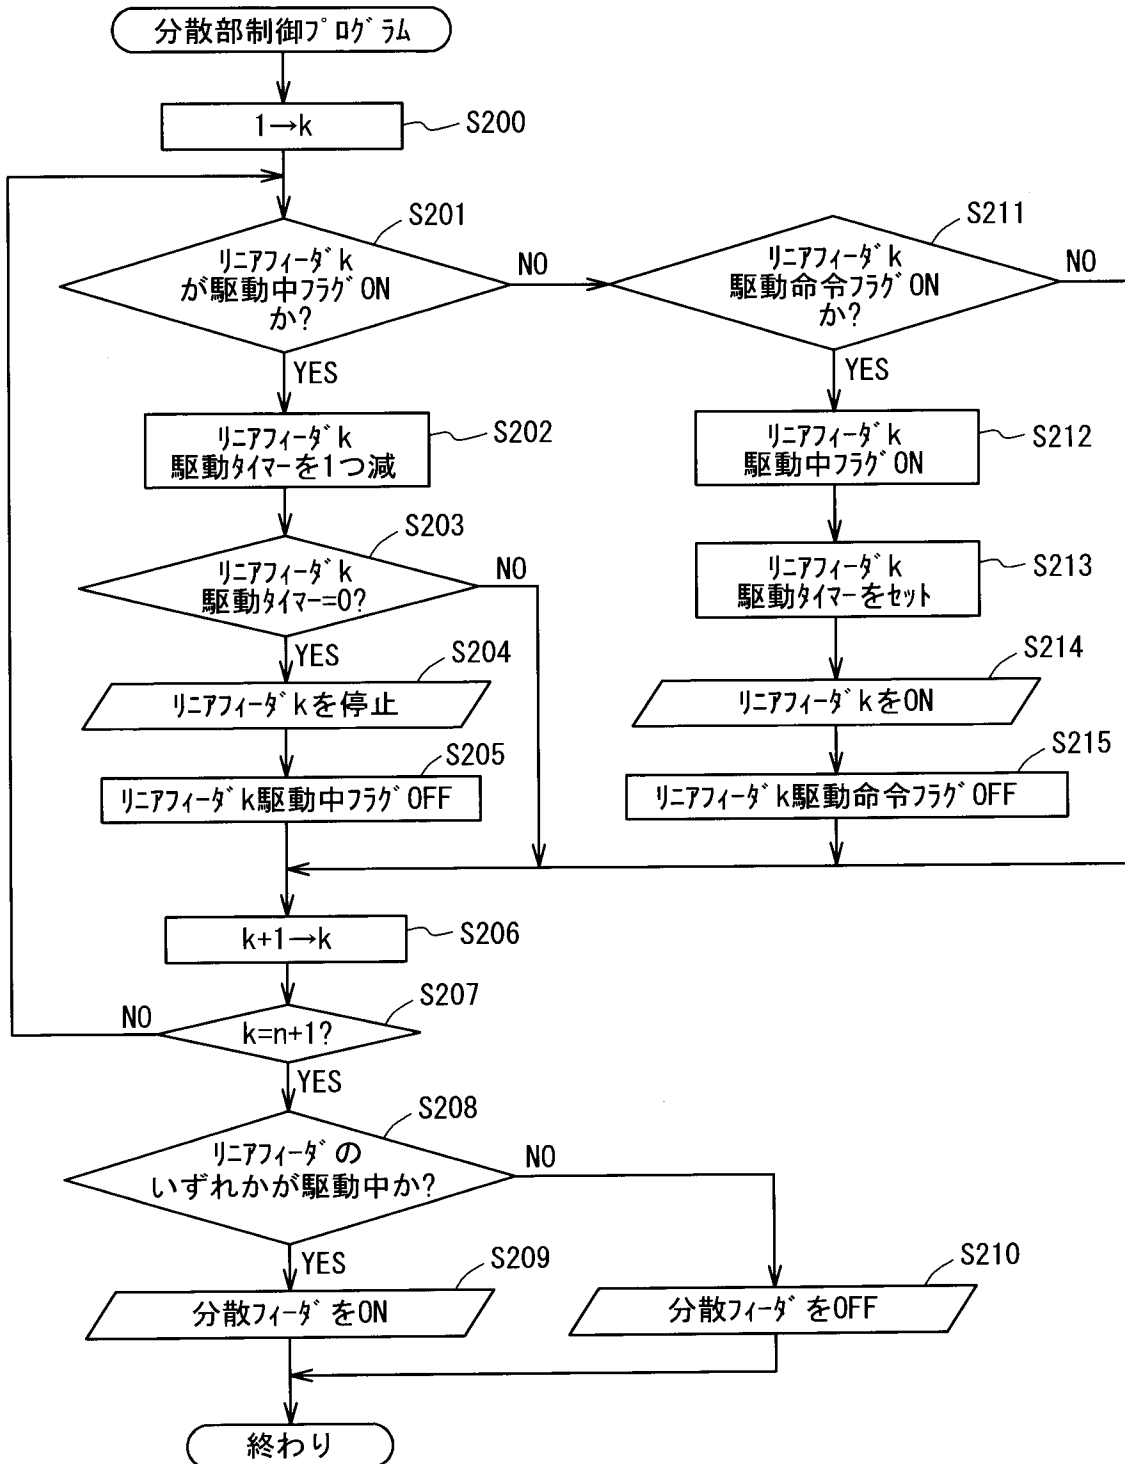 分散部制御ﾌﾟﾛｸﾞﾗﾑ
1→k
S200
S201
ﾘﾆｱﾌｨｰﾀﾞk
が駆動中ﾌﾗｸﾞON
か?
NO
YES
S211
ﾘﾆｱﾌｨｰﾀﾞk
駆動命令ﾌﾗｸﾞON
か?
NO
YES
ﾘﾆｱﾌｨｰﾀﾞk
駆動ﾀｲﾏｰを1つ減
S202
ﾘﾆｱﾌｨｰﾀﾞk
駆動中ﾌﾗｸﾞON
S212
S203
ﾘﾆｱﾌｨｰﾀﾞk
駆動ﾀｲﾏｰ=0?
NO
YES
ﾘﾆｱﾌｨｰﾀﾞk
駆動ﾀｲﾏｰをｾｯﾄ
S213
S204
ﾘﾆｱﾌｨｰﾀﾞkを停止
S214
ﾘﾆｱﾌｨｰﾀﾞkをON
S205
ﾘﾆｱﾌｨｰﾀﾞk駆動中ﾌﾗｸﾞOFF
S215
ﾘﾆｱﾌｨｰﾀﾞk駆動命令ﾌﾗｸﾞOFF
k+1→k
S206
S207
k=n+1?
NO
YES
S208
ﾘﾆｱﾌｨｰﾀﾞの
いずれかが駆動中か?
NO
YES
S209
分散ﾌｨｰﾀﾞをON
S210
分散ﾌｨｰﾀﾞをOFF
終わり